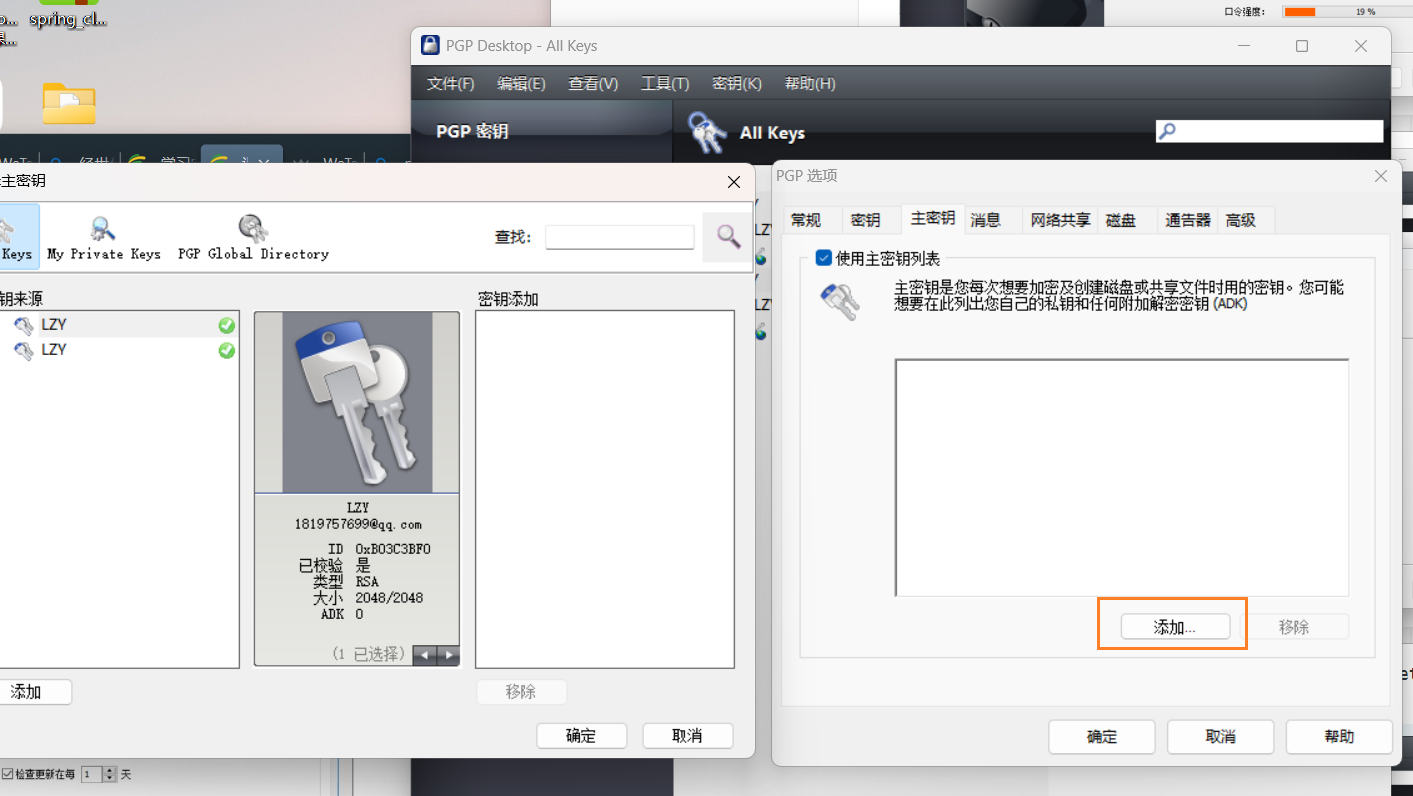 spring_cl...
口令强度:
19 %
PGP Desktop - All Keys
文件(F) 编辑(E) 查看(V) 工具(T) 密钥(K) 帮助(H)
PGP 密钥
All Keys
主密钥
Keys
My Private Keys
PGP Global Directory
查找:
钥来源
LZY
LZY
LZY
1819757699@qq.com
ID 0xB03C3BF0
已校验 是
类型 RSA
大小 2048/2048
ADK 0
(1 已选择)
密钥添加
添加
移除
确定
取消
检查更新在每 1 天
PGP 选项
常规 密钥 主密钥 消息 网络共享 磁盘 通告器 高级
使用主密钥列表
主密钥是您每次想要加密及创建磁盘或共享文件时用的密钥。您可能
想要在此列出您自己的私钥和任何附加解密密钥 (ADK)
添加...
移除
确定
取消
帮助